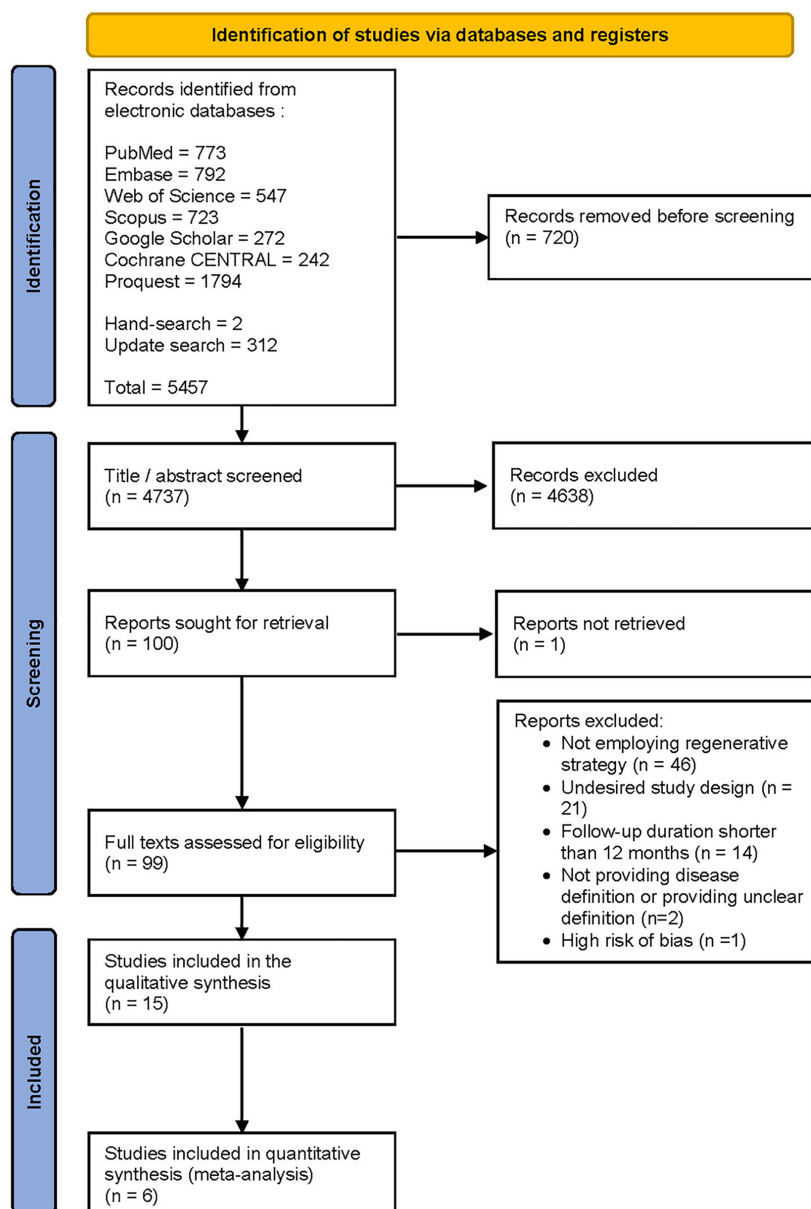 Identification of studies via databases and registers
Identification
Records identified from
electronic databases :
PubMed = 773
Embase = 792
Web of Science = 547
Scopus = 723
Google Scholar = 272
Cochrane CENTRAL = 242
Proquest = 1794
Hand-search = 2
Update search = 312
Total = 5457
Records removed before screening
(n = 720)
Screening
Title / abstract screened
(n = 4737)
Records excluded
(n = 4638)
Reports sought for retrieval
(n = 100)
Reports not retrieved
(n = 1)
Full texts assessed for eligibility
(n = 99)
Reports excluded:
• Not employing regenerative
strategy (n = 46)
• Undesired study design (n =
21)
• Follow-up duration shorter
than 12 months (n = 14)
• Not providing disease
definition or providing unclear
definition (n=2)
• High risk of bias (n =1)
Included
Studies included in the
qualitative synthesis
(n = 15)
Studies included in quantitative
synthesis (meta-analysis)
(n = 6)